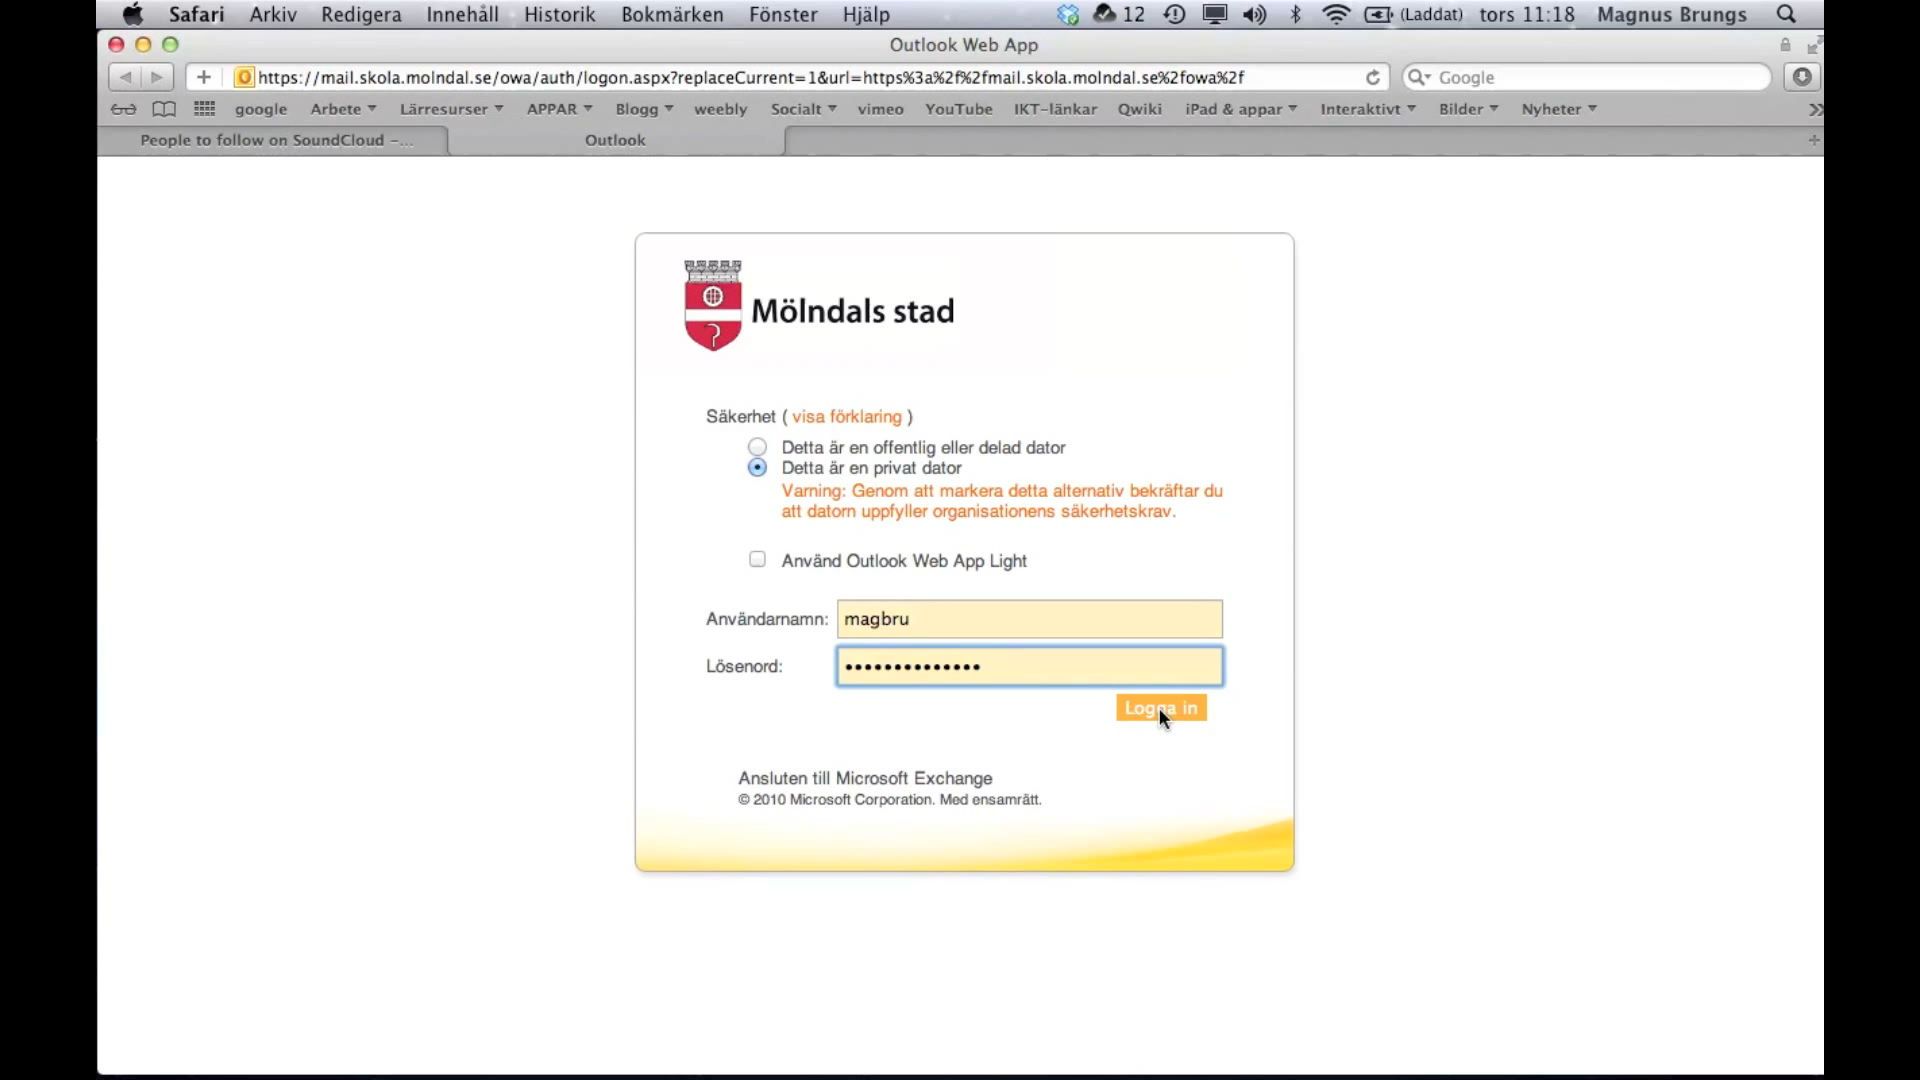 Safari Arkiv Redigera Innehåll Historik Bokmärken Fönster Hjälp 12 (Laddat) tors 11:18 Magnus Brungs
Outlook Web App
https://mail.skola.molndal.se/owa/auth/logon.aspx?replaceCurrent=1&url=https%3a%2f%2fmail.skola.molndal.se%2fowa%2f
Google
google Arbete Lärresurser APPAR Blogg weebly Socialt vimeo YouTube IKT-länkar Qwiki iPad & appar Interaktivt Bilder Nyheter
People to follow on SoundCloud –... Outlook
Mölndals stad
Säkerhet ( visa förklaring )
Detta är en offentlig eller delad dator
Detta är en privat dator
Varning: Genom att markera detta alternativ bekräftar du
att datorn uppfyller organisationens säkerhetskrav.
Använd Outlook Web App Light
Användarnamn: magbru
Lösenord: ••••••••••••••
Logga in
Ansluten till Microsoft Exchange
© 2010 Microsoft Corporation. Med ensamrätt.